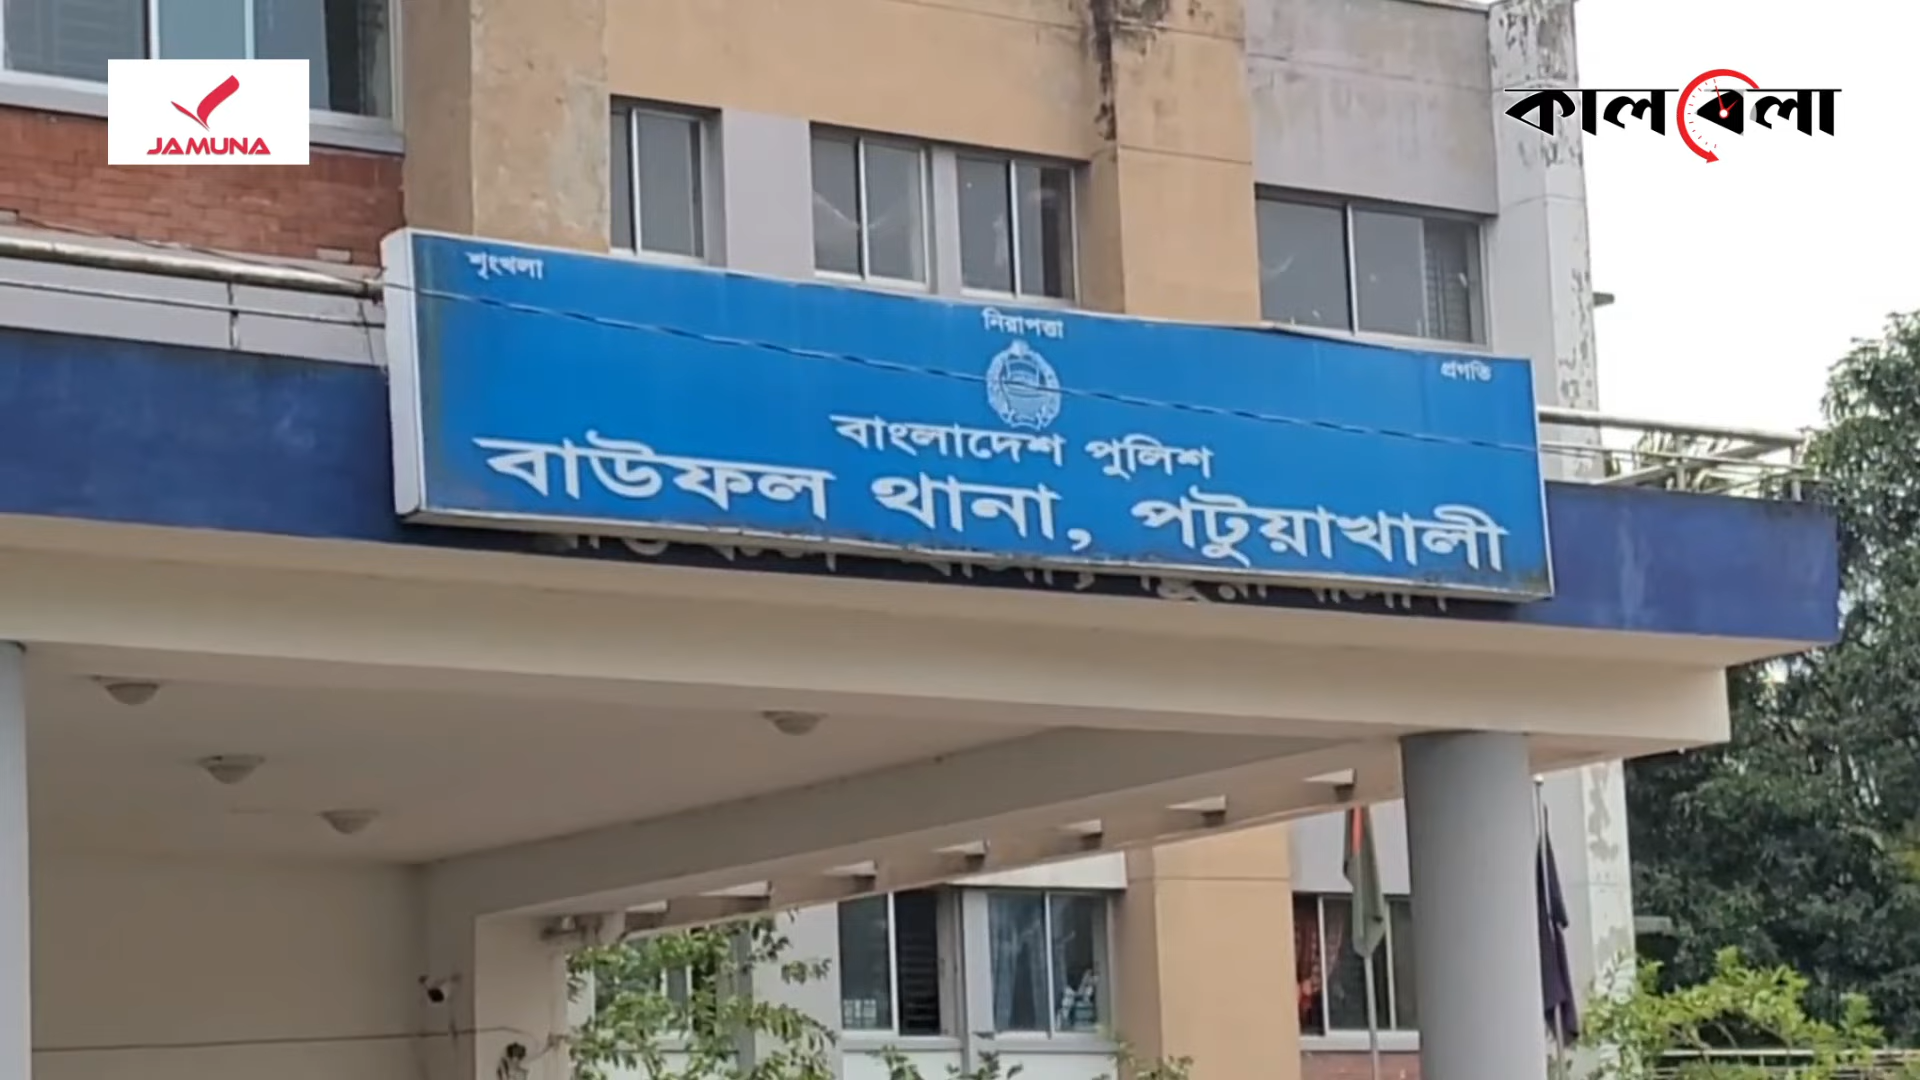 JAMUNA
কালবেলা
শৃংখলা
নিরাপত্তা
প্রগতি
বাংলাদেশ পুলিশ
বাউফল থানা, পটুয়াখালী